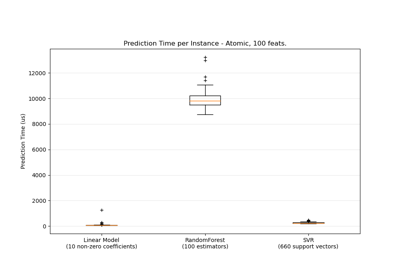 Prediction Time per Instance - Atomic, 100 feats.
Prediction Time (us)
12000
10000
8000
6000
4000
2000
0
Linear Model
(10 non-zero coefficients)
RandomForest
(100 estimators)
SVR
(660 support vectors)